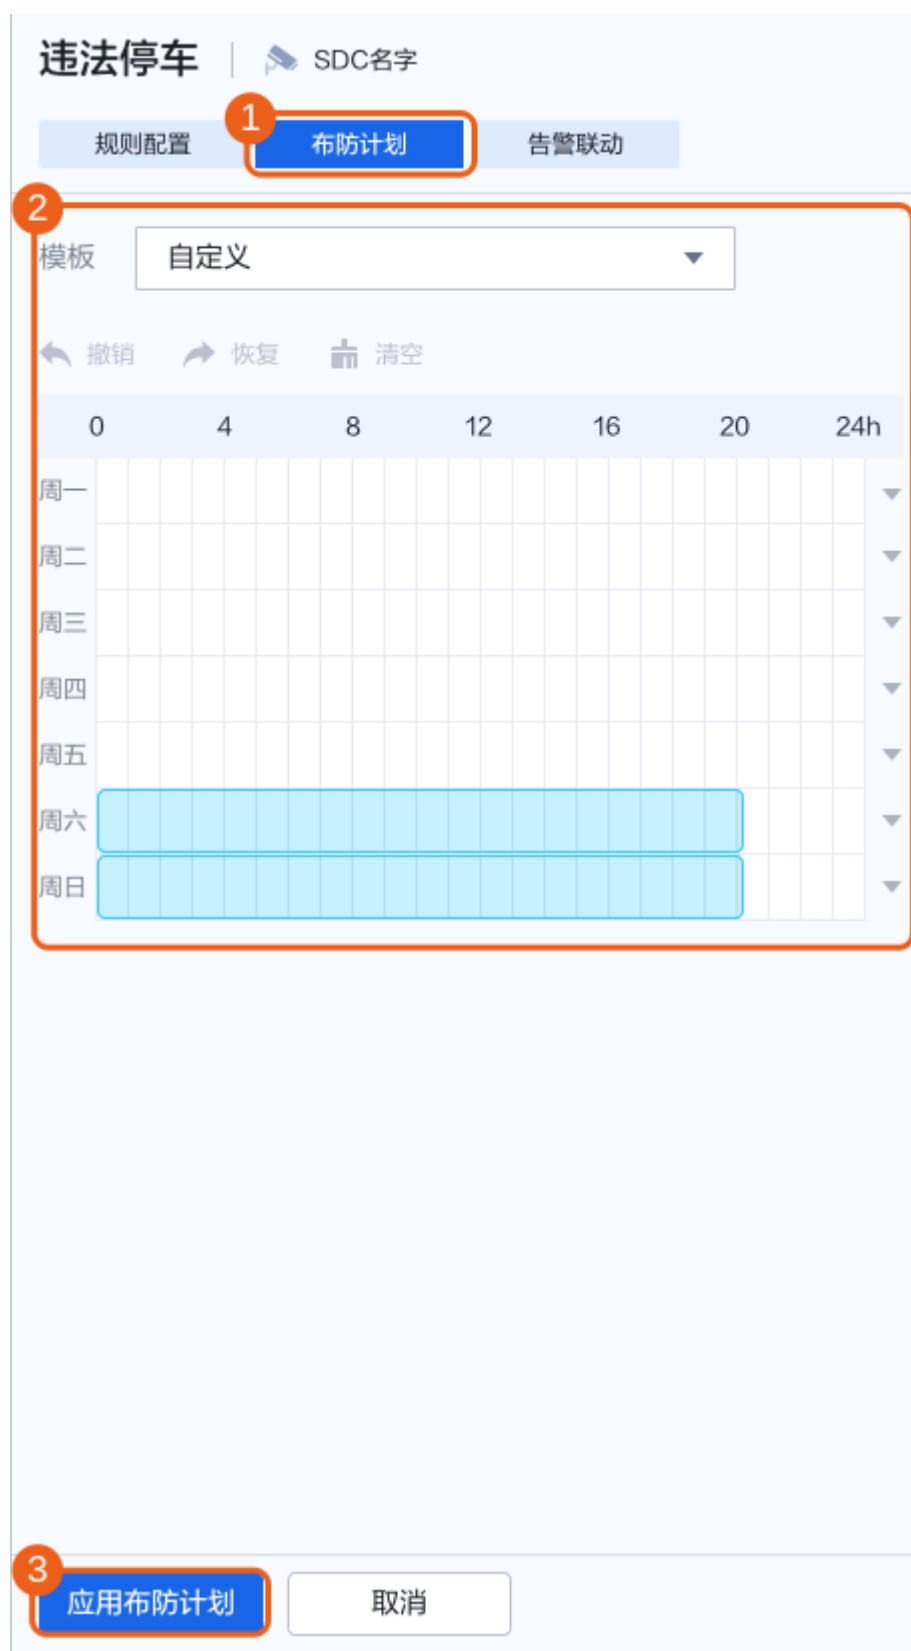 违法停车 SDC名字
1
规则配置 布防计划 告警联动
2
模板 自定义
撤销 恢复 清空
0 4 8 12 16 20 24h
周一
周二
周三
周四
周五
周六
周日
3
应用布防计划 取消